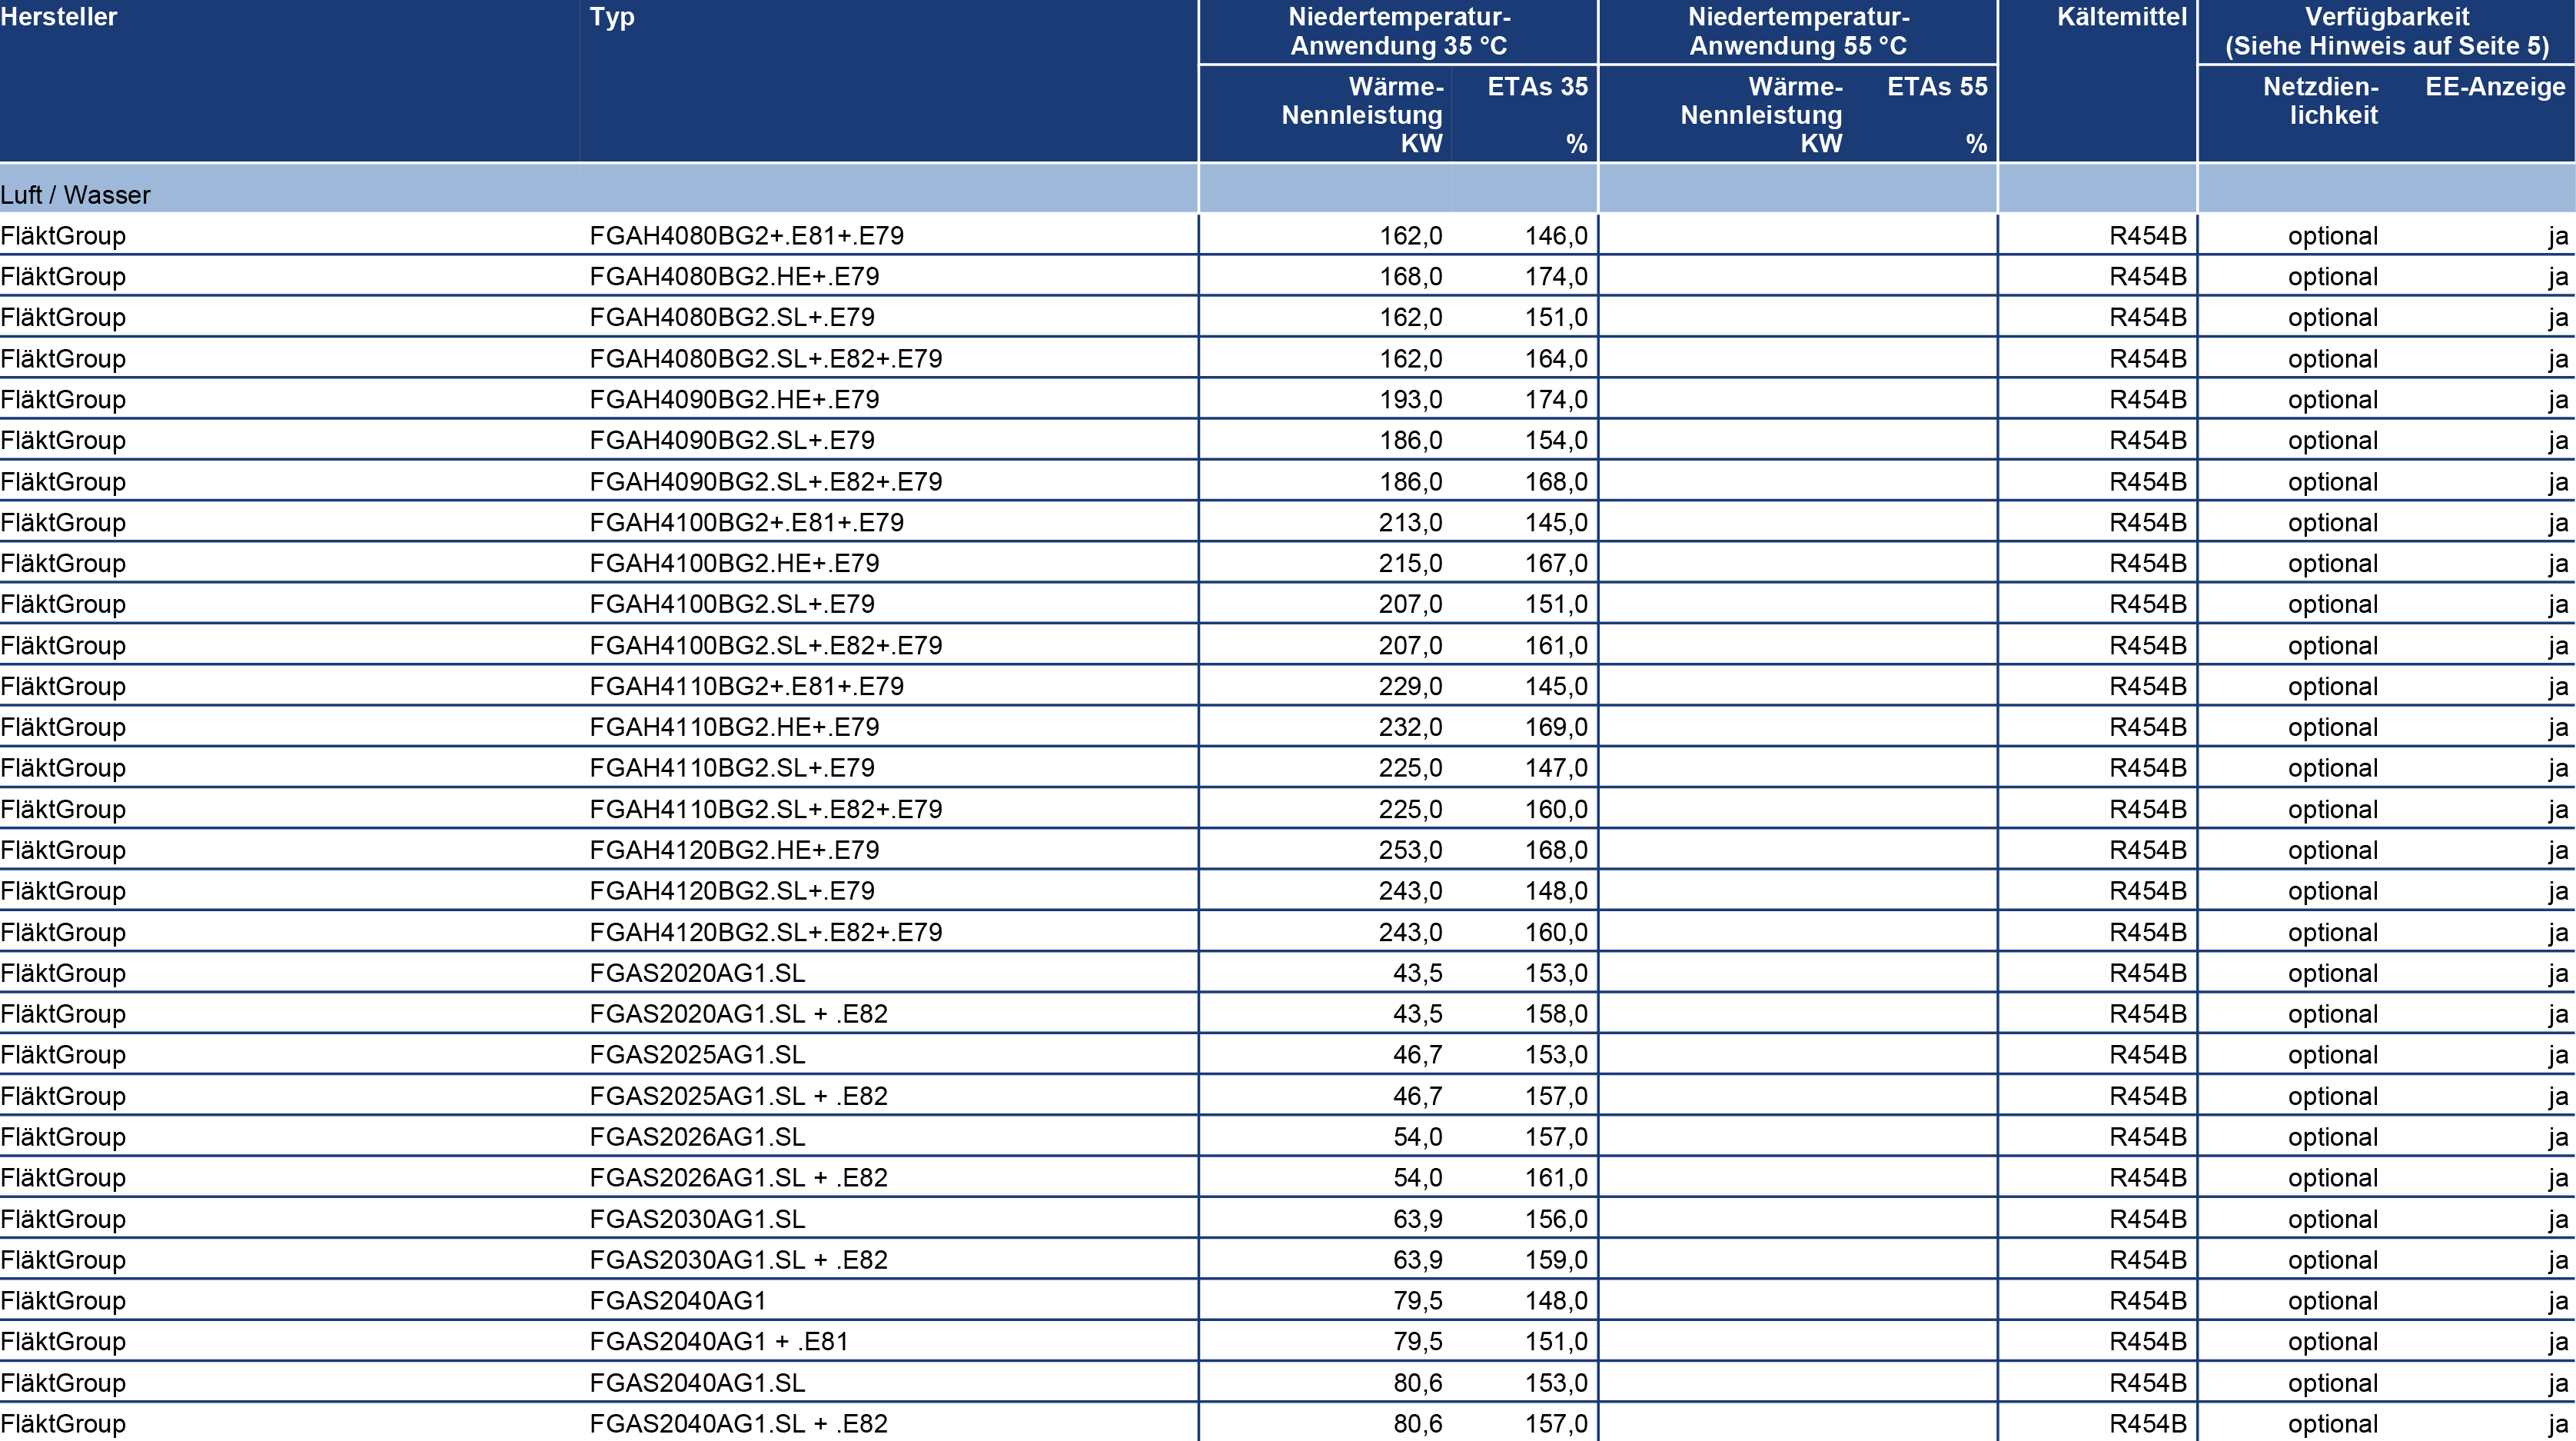 Hersteller Typ Niedertemperatur- Niedertemperatur- Kältemittel Verfügbarkeit
Anwendung 35 °C Anwendung 55 °C (Siehe Hinweis auf Seite 5)
Wärme- ETAs 35 Wärme- ETAs 55 Netzdien- EE-Anzeige
Nennleistung Nennleistung lichkeit
KW % KW %
Luft / Wasser
FläktGroup FGAH4080BG2+.E81+.E79 162,0 146,0 R454B optional ja
FläktGroup FGAH4080BG2.HE+.E79 168,0 174,0 R454B optional ja
FläktGroup FGAH4080BG2.SL+.E79 162,0 151,0 R454B optional ja
FläktGroup FGAH4080BG2.SL+.E82+.E79 162,0 164,0 R454B optional ja
FläktGroup FGAH4090BG2.HE+.E79 193,0 174,0 R454B optional ja
FläktGroup FGAH4090BG2.SL+.E79 186,0 154,0 R454B optional ja
FläktGroup FGAH4090BG2.SL+.E82+.E79 186,0 168,0 R454B optional ja
FläktGroup FGAH4100BG2+.E81+.E79 213,0 145,0 R454B optional ja
FläktGroup FGAH4100BG2.HE+.E79 215,0 167,0 R454B optional ja
FläktGroup FGAH4100BG2.SL+.E79 207,0 151,0 R454B optional ja
FläktGroup FGAH4100BG2.SL+.E82+.E79 207,0 161,0 R454B optional ja
FläktGroup FGAH4110BG2+.E81+.E79 229,0 145,0 R454B optional ja
FläktGroup FGAH4110BG2.HE+.E79 232,0 169,0 R454B optional ja
FläktGroup FGAH4110BG2.SL+.E79 225,0 147,0 R454B optional ja
FläktGroup FGAH4110BG2.SL+.E82+.E79 225,0 160,0 R454B optional ja
FläktGroup FGAH4120BG2.HE+.E79 253,0 168,0 R454B optional ja
FläktGroup FGAH4120BG2.SL+.E79 243,0 148,0 R454B optional ja
FläktGroup FGAH4120BG2.SL+.E82+.E79 243,0 160,0 R454B optional ja
FläktGroup FGAS2020AG1.SL 43,5 153,0 R454B optional ja
FläktGroup FGAS2020AG1.SL + .E82 43,5 158,0 R454B optional ja
FläktGroup FGAS2025AG1.SL 46,7 153,0 R454B optional ja
FläktGroup FGAS2025AG1.SL + .E82 46,7 157,0 R454B optional ja
FläktGroup FGAS2026AG1.SL 54,0 157,0 R454B optional ja
FläktGroup FGAS2026AG1.SL + .E82 54,0 161,0 R454B optional ja
FläktGroup FGAS2030AG1.SL 63,9 156,0 R454B optional ja
FläktGroup FGAS2030AG1.SL + .E82 63,9 159,0 R454B optional ja
FläktGroup FGAS2040AG1 79,5 148,0 R454B optional ja
FläktGroup FGAS2040AG1 + .E81 79,5 151,0 R454B optional ja
FläktGroup FGAS2040AG1.SL 80,6 153,0 R454B optional ja
FläktGroup FGAS2040AG1.SL + .E82 80,6 157,0 R454B optional ja